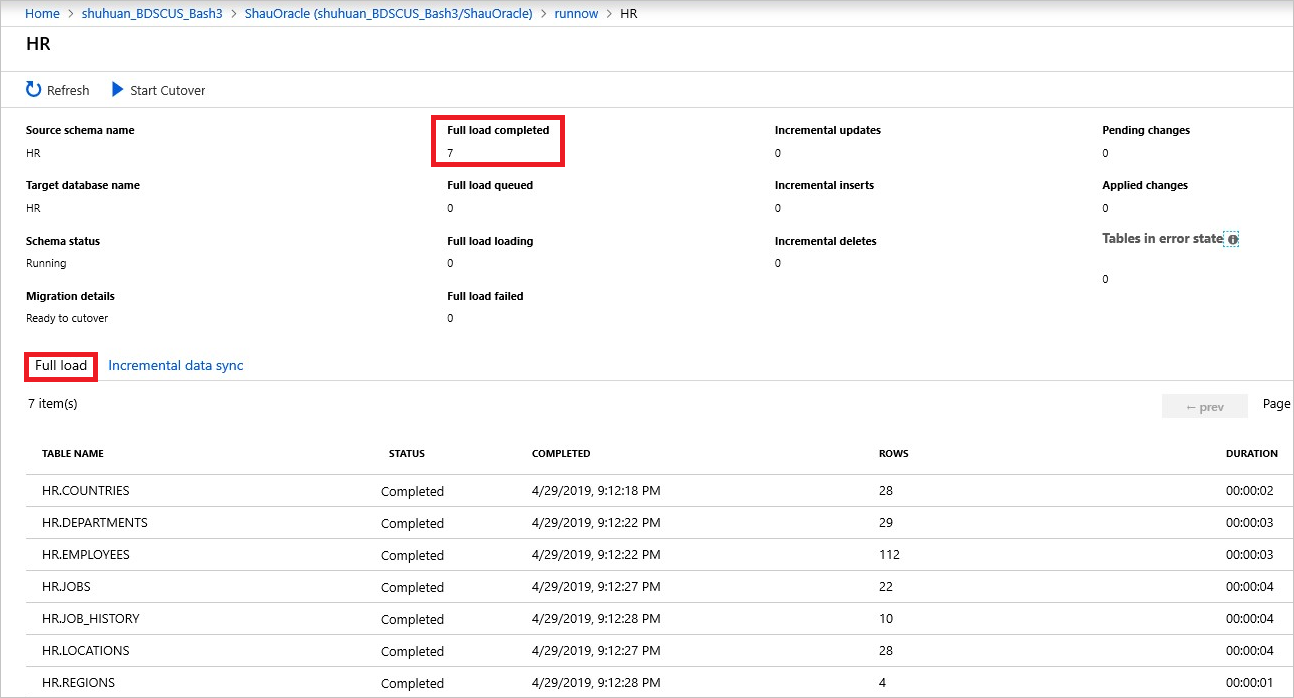 Home > shuhuan_BDSCUS_Bash3 > ShauOracle (shuhuan_BDSCUS_Bash3/ShauOracle) > runnow > HR
HR
Refresh Start Cutover
Source schema name Full load completed Incremental updates Pending changes
HR 7 0 0
Target database name Full load queued Incremental inserts Applied changes
HR 0 0 0
Schema status Full load loading Incremental deletes Tables in error state
Running 0 0 0
Migration details Full load failed
Ready to cutover 0
Full load Incremental data sync
7 item(s) ← prev Page
TABLE NAME STATUS COMPLETED ROWS DURATION
HR.COUNTRIES Completed 4/29/2019, 9:12:18 PM 28 00:00:02
HR.DEPARTMENTS Completed 4/29/2019, 9:12:22 PM 29 00:00:03
HR.EMPLOYEES Completed 4/29/2019, 9:12:22 PM 112 00:00:03
HR.JOBS Completed 4/29/2019, 9:12:27 PM 22 00:00:04
HR.JOB_HISTORY Completed 4/29/2019, 9:12:28 PM 10 00:00:04
HR.LOCATIONS Completed 4/29/2019, 9:12:27 PM 28 00:00:04
HR.REGIONS Completed 4/29/2019, 9:12:28 PM 4 00:00:01